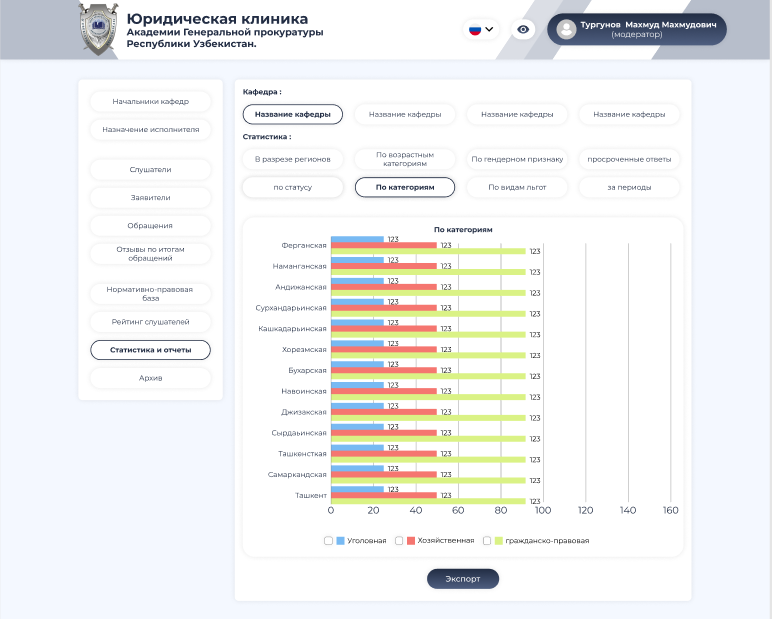 Юридическая клиника
Академии Генеральной прокуратуры
Республики Узбекистан.
Тургунов Махмуд Махмудович
(модератор)
Начальники кафедр
Назначение исполнителя
Слушатели
Заявители
Обращения
Отзывы по итогам
обращений
Нормативно-правовая
база
Рейтинг слушателей
Статистика и отчеты
Архив
Кафедра :
Название кафедры
Название кафедры
Название кафедры
Название кафедры
Статистика :
В разрезе регионов
По возрастным
категориям
По гендерном признаку
просроченные ответы
по статусу
По категориям
По видам льгот
за периоды
По категориям
Ферганская 123 123 123
Наманганская 123 123 123
Андижанская 123 123 123
Сурхандарьинская 123 123 123
Кашкадарьинская 123 123 123
Хорезмская 123 123 123
Бухарская 123 123 123
Навоинская 123 123 123
Джизакская 123 123 123
Сырдаьинская 123 123 123
Ташкенсткая 123 123 123
Самаркандская 123 123 123
Ташкент 123 123 123
0 20 40 60 80 100 120 140 160
Уголовная Хозяйственная гражданско-правовая
Экспорт